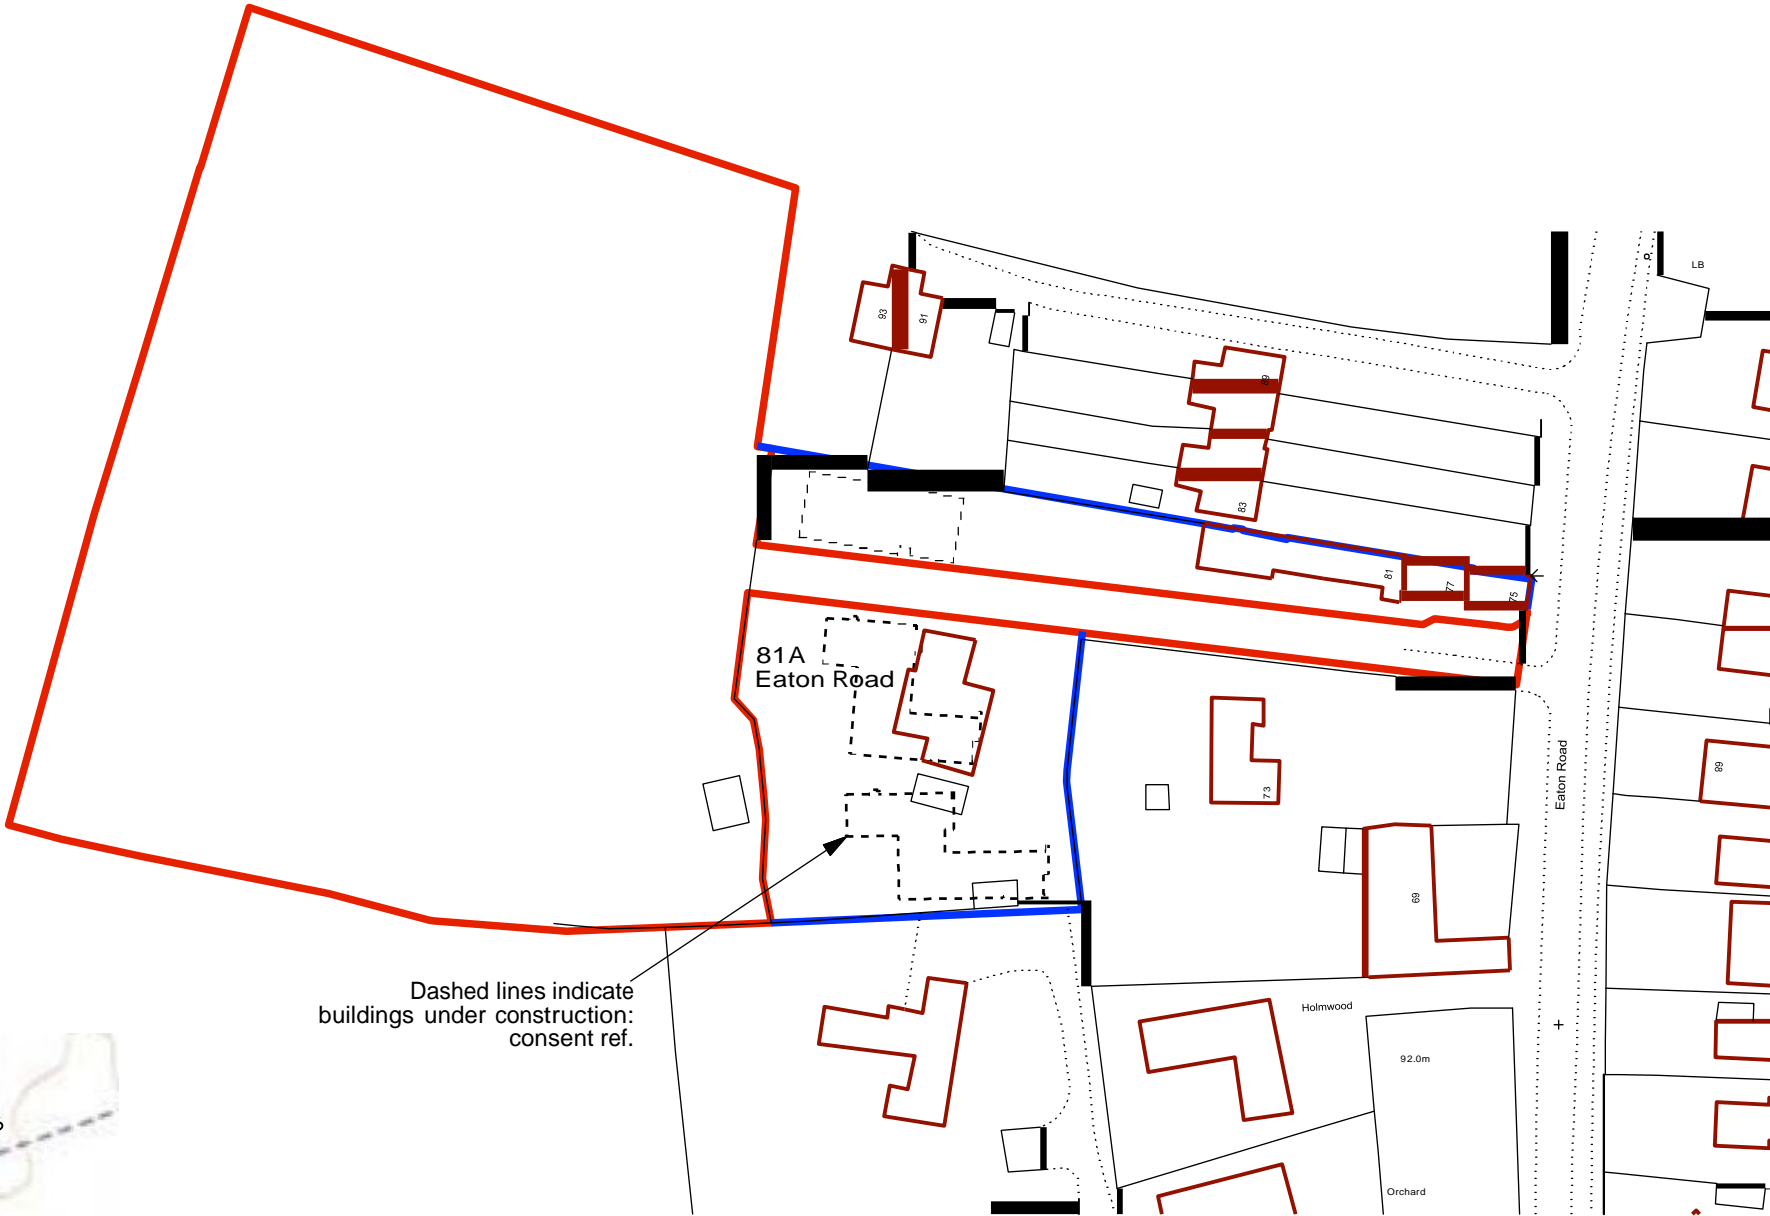 LB
93
91
89
83
81
77
75
81A
Eaton Road
Eaton Road
68
73
69
Dashed lines indicate
buildings under construction:
consent ref.
Holmwood
92.0m
Orchard